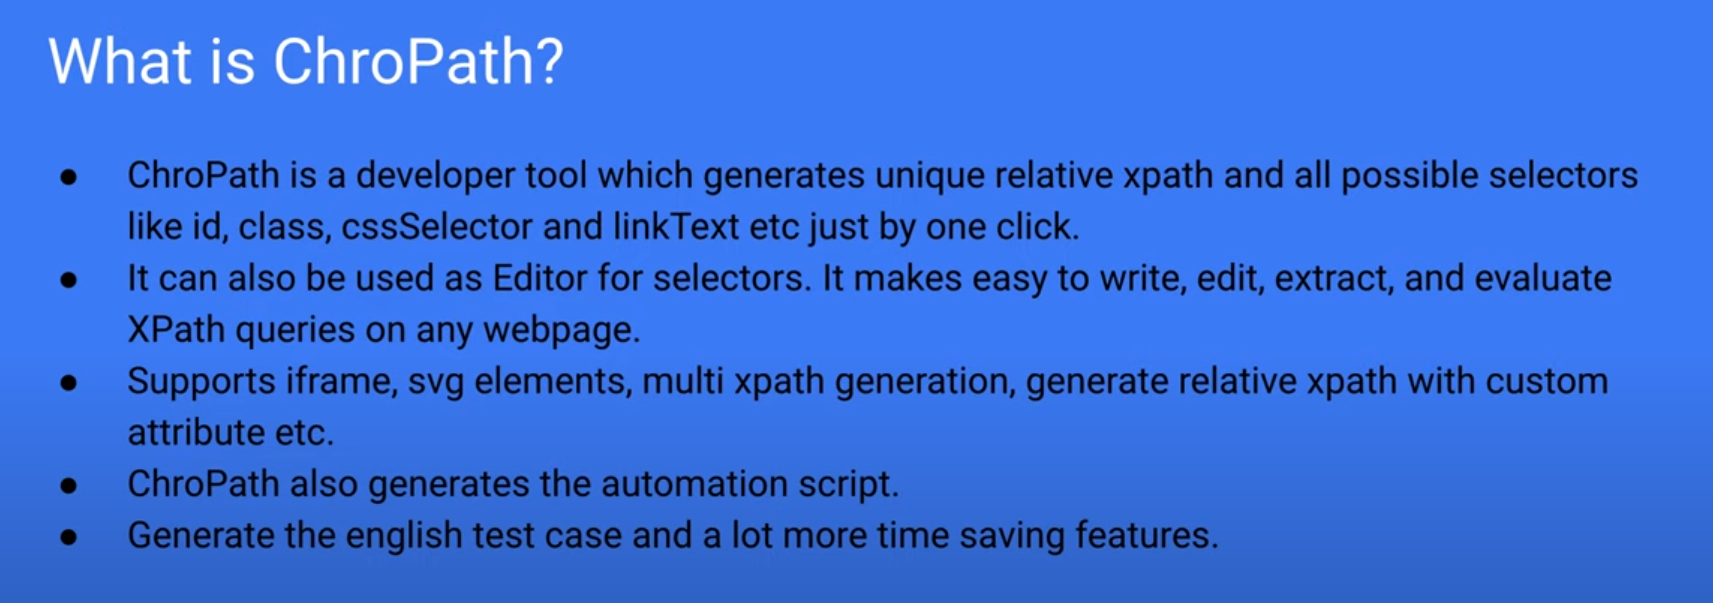 What is ChroPath?
● ChroPath is a developer tool which generates unique relative xpath and all possible selectors
like id, class, cssSelector and linkText etc just by one click.
● It can also be used as Editor for selectors. It makes easy to write, edit, extract, and evaluate
XPath queries on any webpage.
● Supports iframe, svg elements, multi xpath generation, generate relative xpath with custom
attribute etc.
● ChroPath also generates the automation script.
● Generate the english test case and a lot more time saving features.